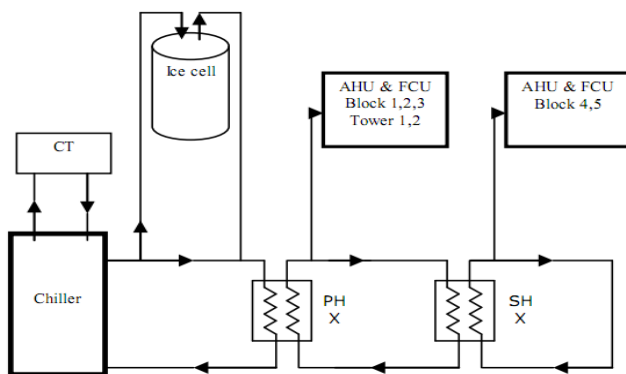 Ice cell
AHU & FCU
Block 1,2,3
Tower 1,2
AHU & FCU
Block 4,5
CT
Chiller
PH
X
SH
X